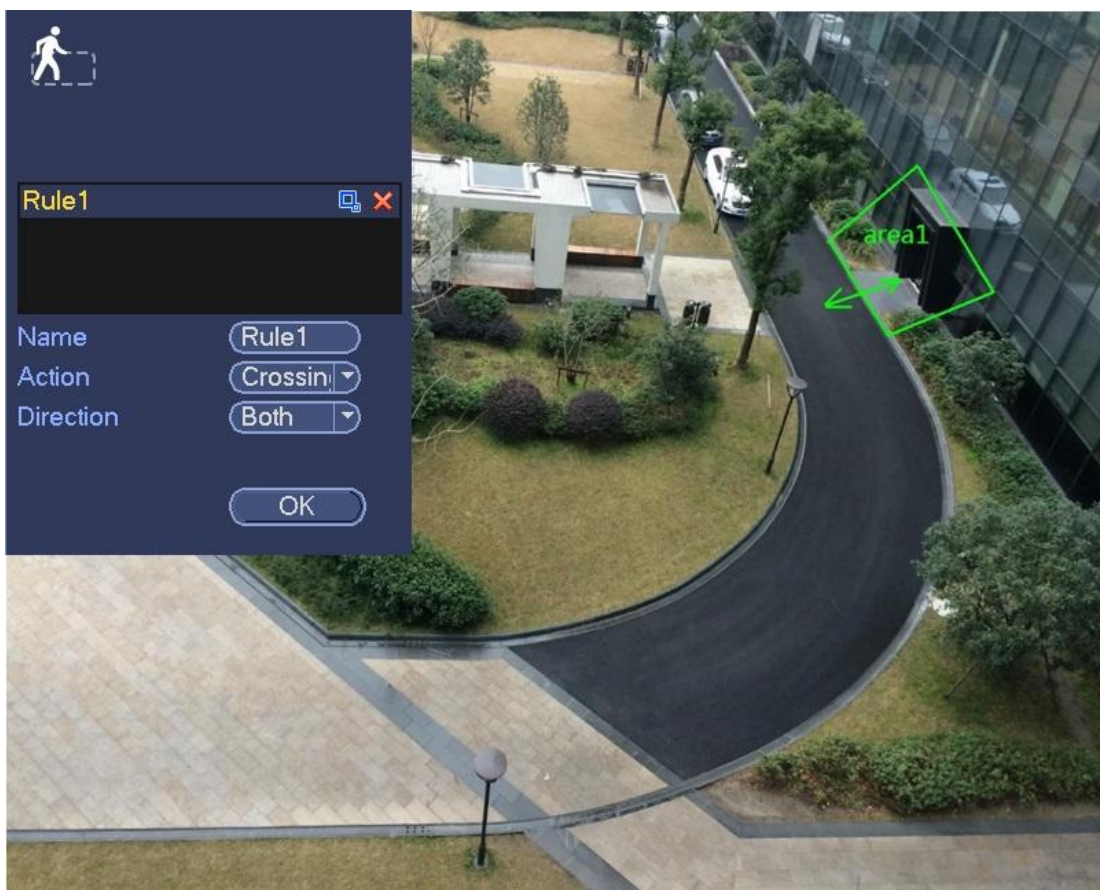 Rule1
Name Rule1
Action Crossin
Direction Both
OK
area1